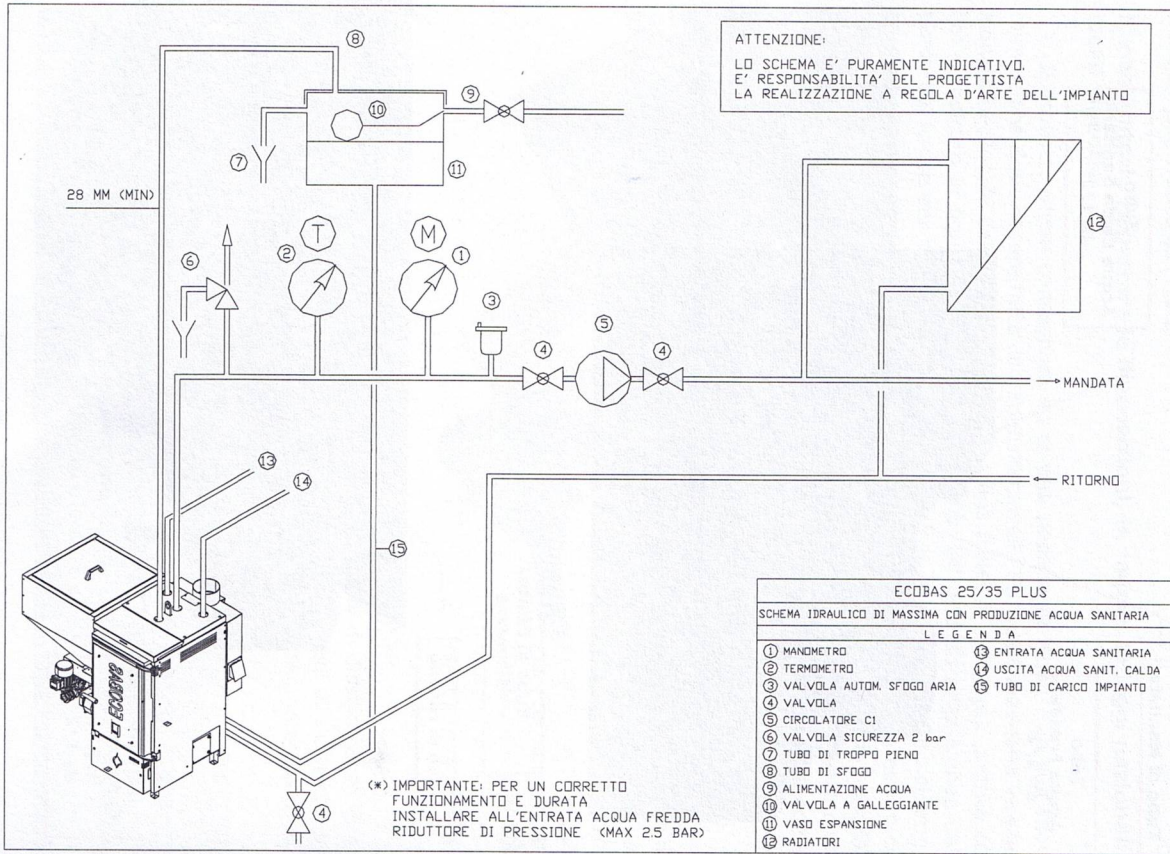 ATTENZIONE:
LO SCHEMA E' PURAMENTE INDICATIVO.
E' RESPONSABILITA' DEL PROGETTISTA
LA REALIZZAZIONE A REGOLA D'ARTE DELL'IMPIANTO
8
9
10
7
11
28 MM (MIN)
12
T
M
6
2
1
3
5
4
4
MANDATA
13
14
RITORNO
15
ECOBAS
4
(*) IMPORTANTE: PER UN CORRETTO
FUNZIONAMENTO E DURATA
INSTALLARE ALL'ENTRATA ACQUA FREDDA
RIDUTTORE DI PRESSIONE (MAX 2.5 BAR)
ECOBAS 25/35 PLUS
SCHEMA IDRAULICO DI MASSIMA CON PRODUZIONE ACQUA SANITARIA
LEGENDA
1 MANOMETRO
2 TERMOMETRO
3 VALVOLA AUTOM. SFOGO ARIA
4 VALVOLA
5 CIRCOLATORE C1
6 VALVOLA SICUREZZA 2 bar
7 TUBO DI TROPPO PIENO
8 TUBO DI SFOGO
9 ALIMENTAZIONE ACQUA
10 VALVOLA A GALLEGGIANTE
11 VASO ESPANSIONE
12 RADIATORI
13 ENTRATA ACQUA SANITARIA
14 USCITA ACQUA SANIT. CALDA
15 TUBO DI CARICO IMPIANTO